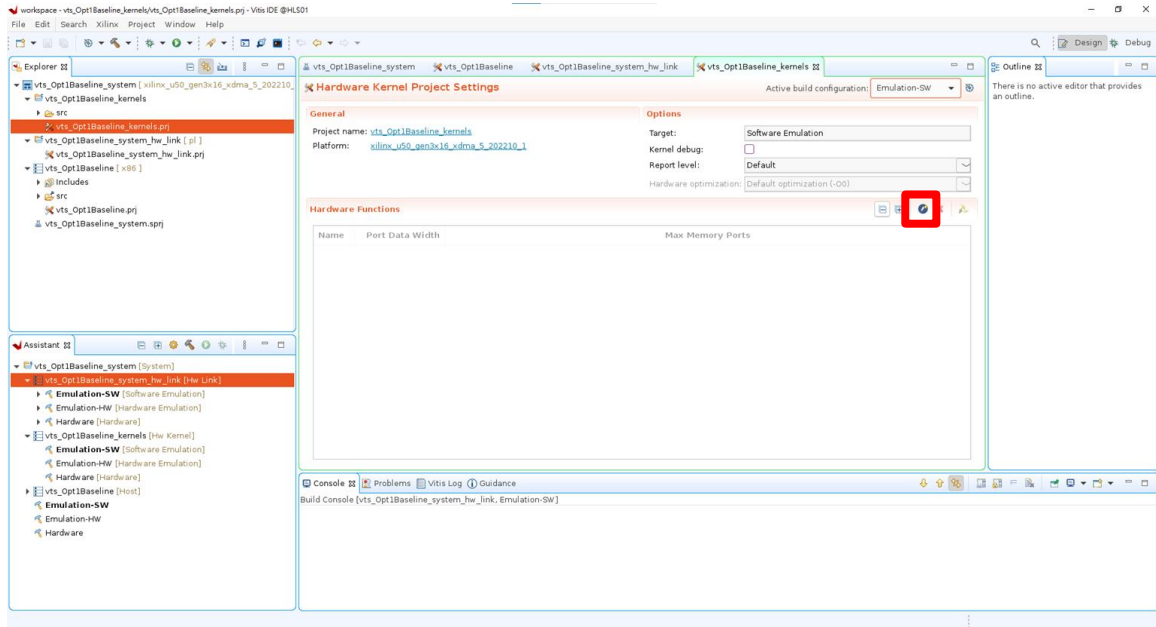 workspace - vts_Opt1Baseline_kernels/vts_Opt1Baseline_kernels.prj - Vitis IDE @HLS01
File Edit Search Xilinx Project Window Help
Design Debug
Explorer
vts_Opt1Baseline_system [ xilinx_u50_gen3x16_xdma_5_202210_
vts_Opt1Baseline_kernels
src
vts_Opt1Baseline_kernels.prj
vts_Opt1Baseline_system_hw_link [ pl ]
vts_Opt1Baseline_system_hw_link.prj
vts_Opt1Baseline [ x86 ]
Includes
src
vts_Opt1Baseline.prj
vts_Opt1Baseline_system.sprj
Assistant
vts_Opt1Baseline_system [System]
vts_Opt1Baseline_system_hw_link [Hw Link]
Emulation-SW [Software Emulation]
Emulation-HW [Hardware Emulation]
Hardware [Hardware]
vts_Opt1Baseline_kernels [Hw Kernel]
Emulation-SW [Software Emulation]
Emulation-HW [Hardware Emulation]
Hardware [Hardware]
vts_Opt1Baseline [Host]
Emulation-SW
Emulation-HW
Hardware
vts_Opt1Baseline_system vts_Opt1Baseline vts_Opt1Baseline_system_hw_link vts_Opt1Baseline_kernels
Hardware Kernel Project Settings
Active build configuration: Emulation-SW
General
Project name: vts_Opt1Baseline_kernels
Platform: xilinx_u50_gen3x16_xdma_5_202210_1
Options
Target: Software Emulation
Kernel debug:
Report level: Default
Hardware optimization: Default optimization (-O0)
Hardware Functions
Name Port Data Width Max Memory Ports
Console Problems Vitis Log Guidance
Build Console [vts_Opt1Baseline_system_hw_link, Emulation-SW]
Outline
There is no active editor that provides
an outline.